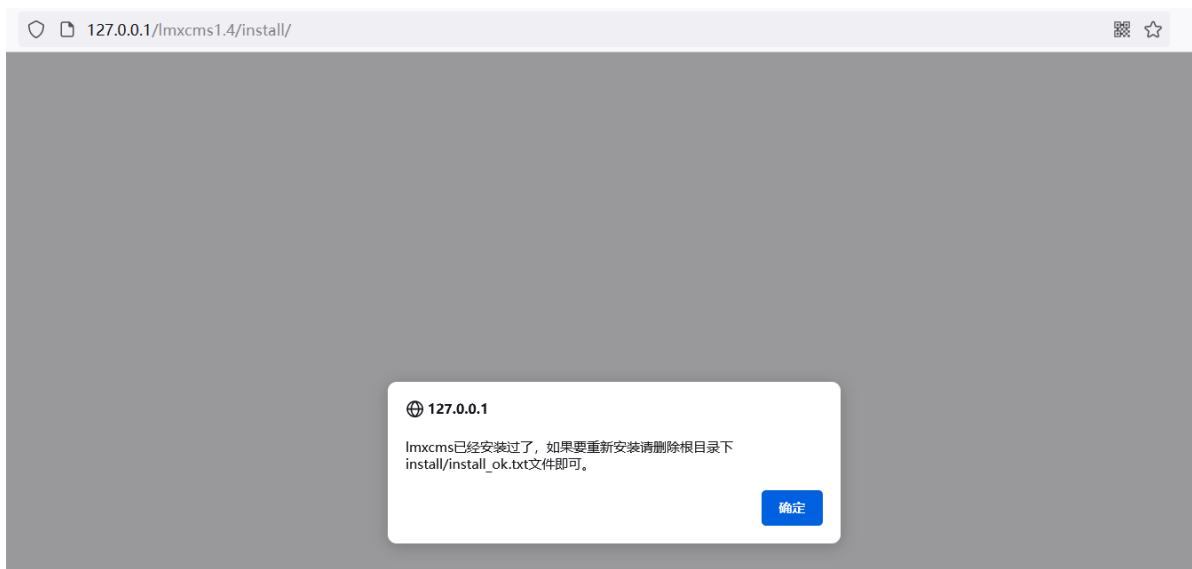 127.0.0.1/lmxcms1.4/install/
127.0.0.1
lmxcms已经安装过了，如果要重新安装请删除根目录下
install/install_ok.txt文件即可。
确定